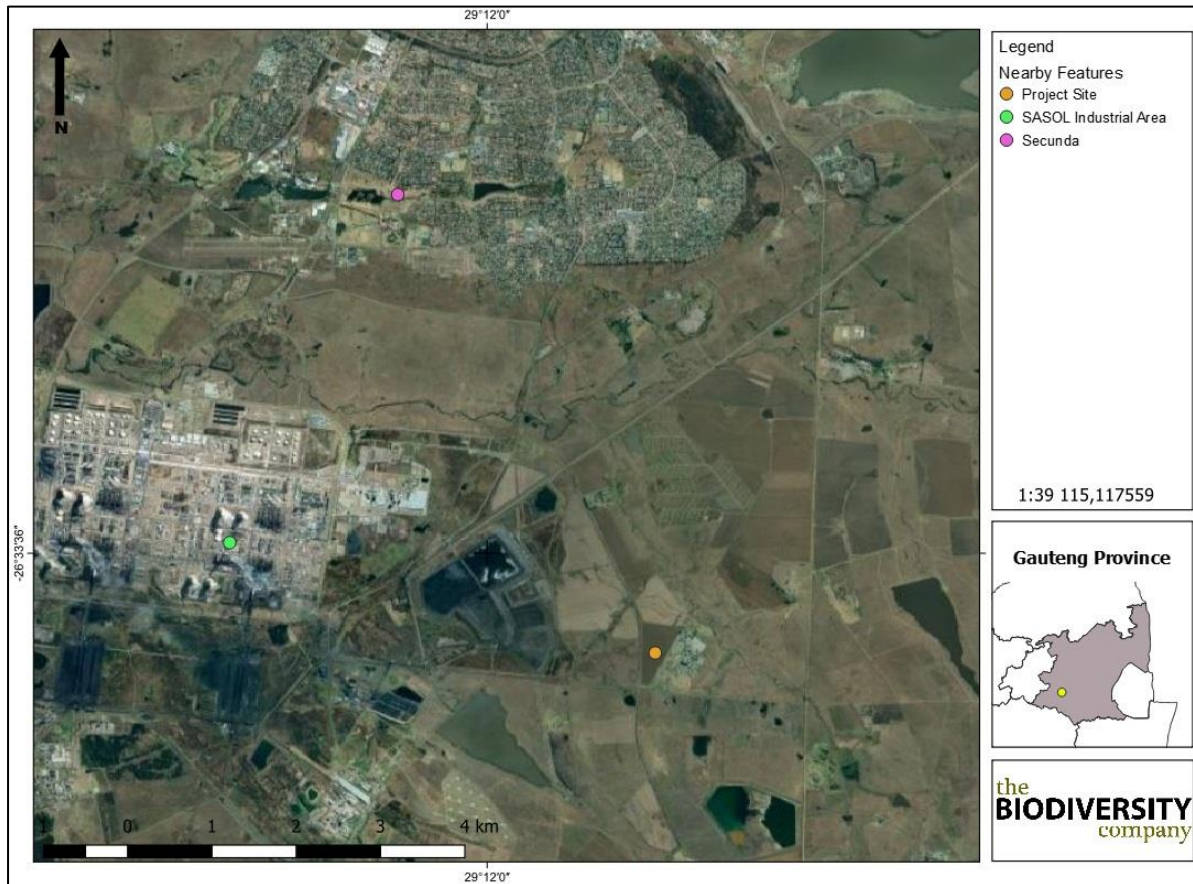 29°12'0"
N
-26°33'36"
1 0 1 2 3 4 km
29°12'0"
Legend
Nearby Features
Project Site
SASOL Industrial Area
Secunda
1:39 115,117559
Gauteng Province
the
BIODIVERSITY
company